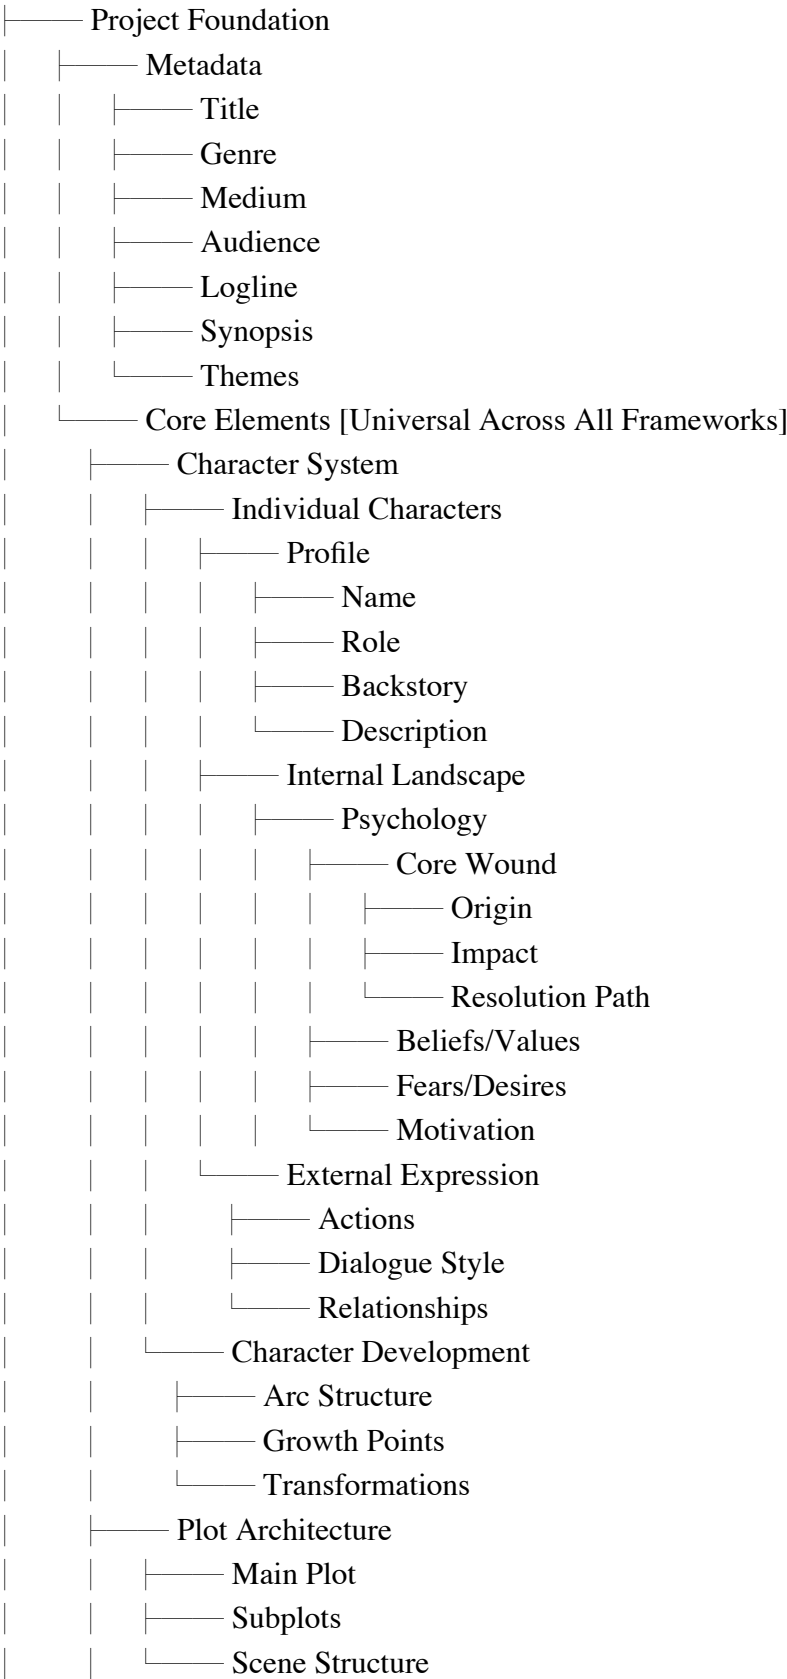 Project Foundation
Metadata
Title
Genre
Medium
Audience
Logline
Synopsis
Themes
Core Elements [Universal Across All Frameworks]
Character System
Individual Characters
Profile
Name
Role
Backstory
Description
Internal Landscape
Psychology
Core Wound
Origin
Impact
Resolution Path
Beliefs/Values
Fears/Desires
Motivation
External Expression
Actions
Dialogue Style
Relationships
Character Development
Arc Structure
Growth Points
Transformations
Plot Architecture
Main Plot
Subplots
Scene Structure